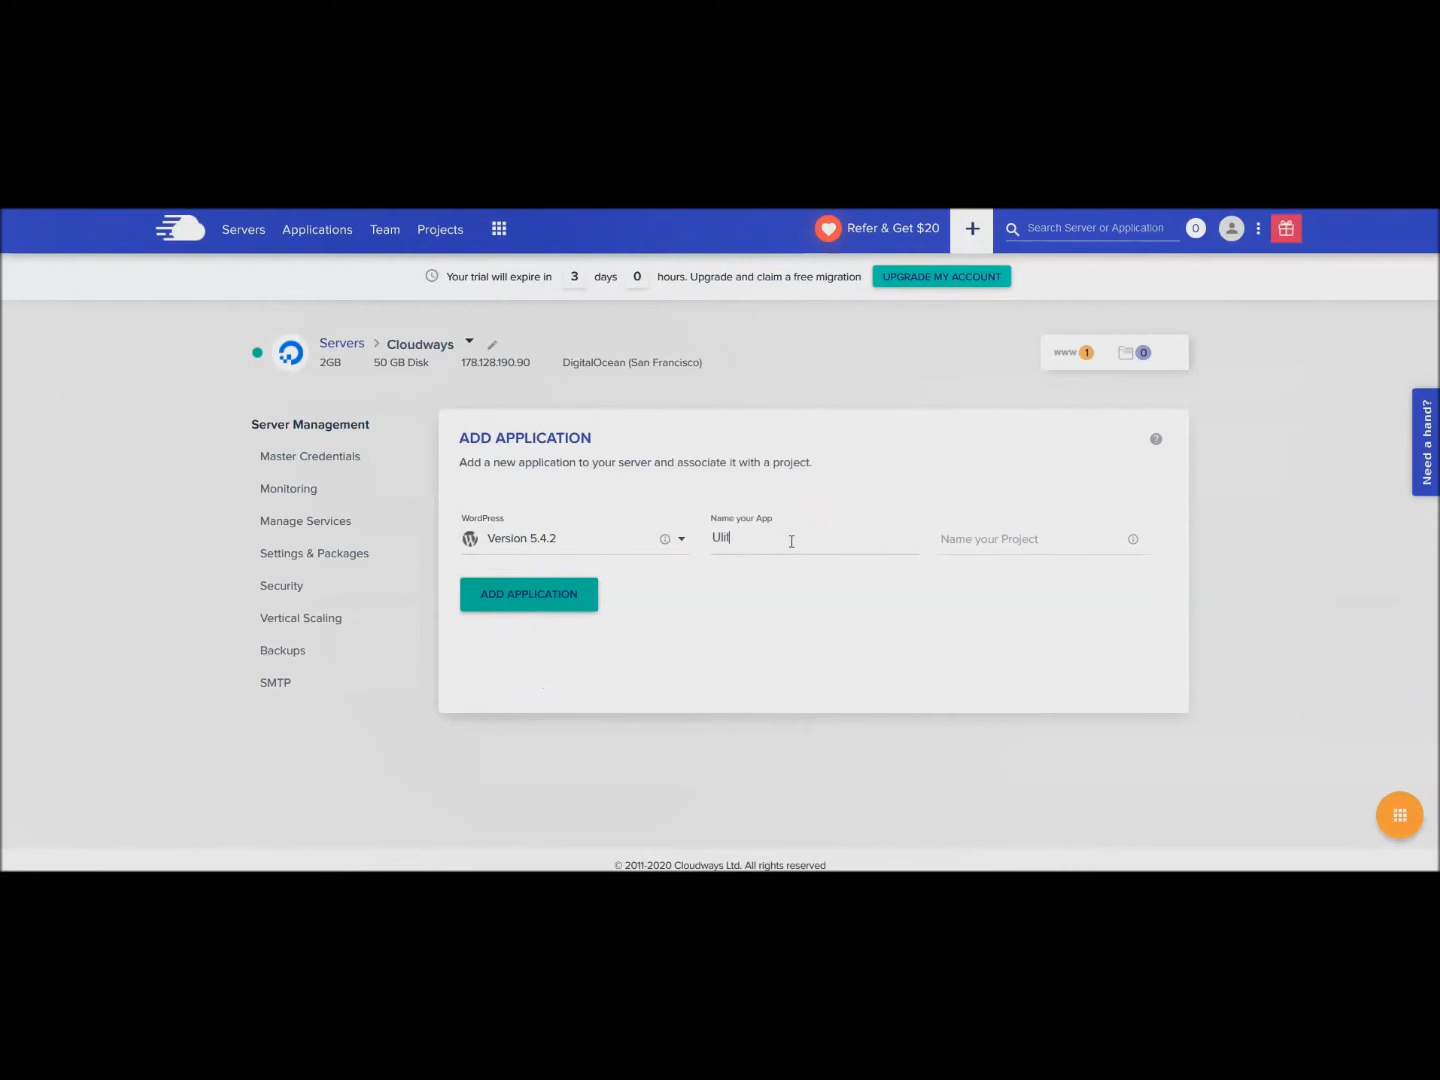 Servers Applications Team Projects Refer & Get $20 + Search Server or Application 0
Your trial will expire in 3 days 0 hours. Upgrade and claim a free migration UPGRADE MY ACCOUNT
Servers > Cloudways
2GB 50 GB Disk 178.128.190.90 DigitalOcean (San Francisco)
www 1 0
Need a hand?
Server Management
Master Credentials
Monitoring
Manage Services
Settings & Packages
Security
Vertical Scaling
Backups
SMTP
ADD APPLICATION
Add a new application to your server and associate it with a project.
WordPress
Version 5.4.2
Name your App
Ulit
Name your Project
ADD APPLICATION
© 2011-2020 Cloudways Ltd. All rights reserved